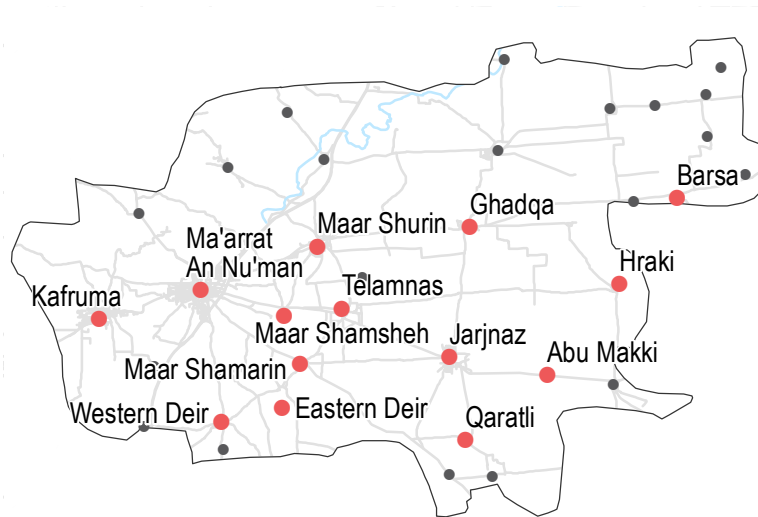 Barsa
Ghadqa
Maar Shurin
Ma'arrat
An Nu'man
Hraki
Telamnas
Kafruma
Maar Shamsheh
Jarjnaz
Abu Makki
Maar Shamarin
Western Deir
Eastern Deir
Qaratli